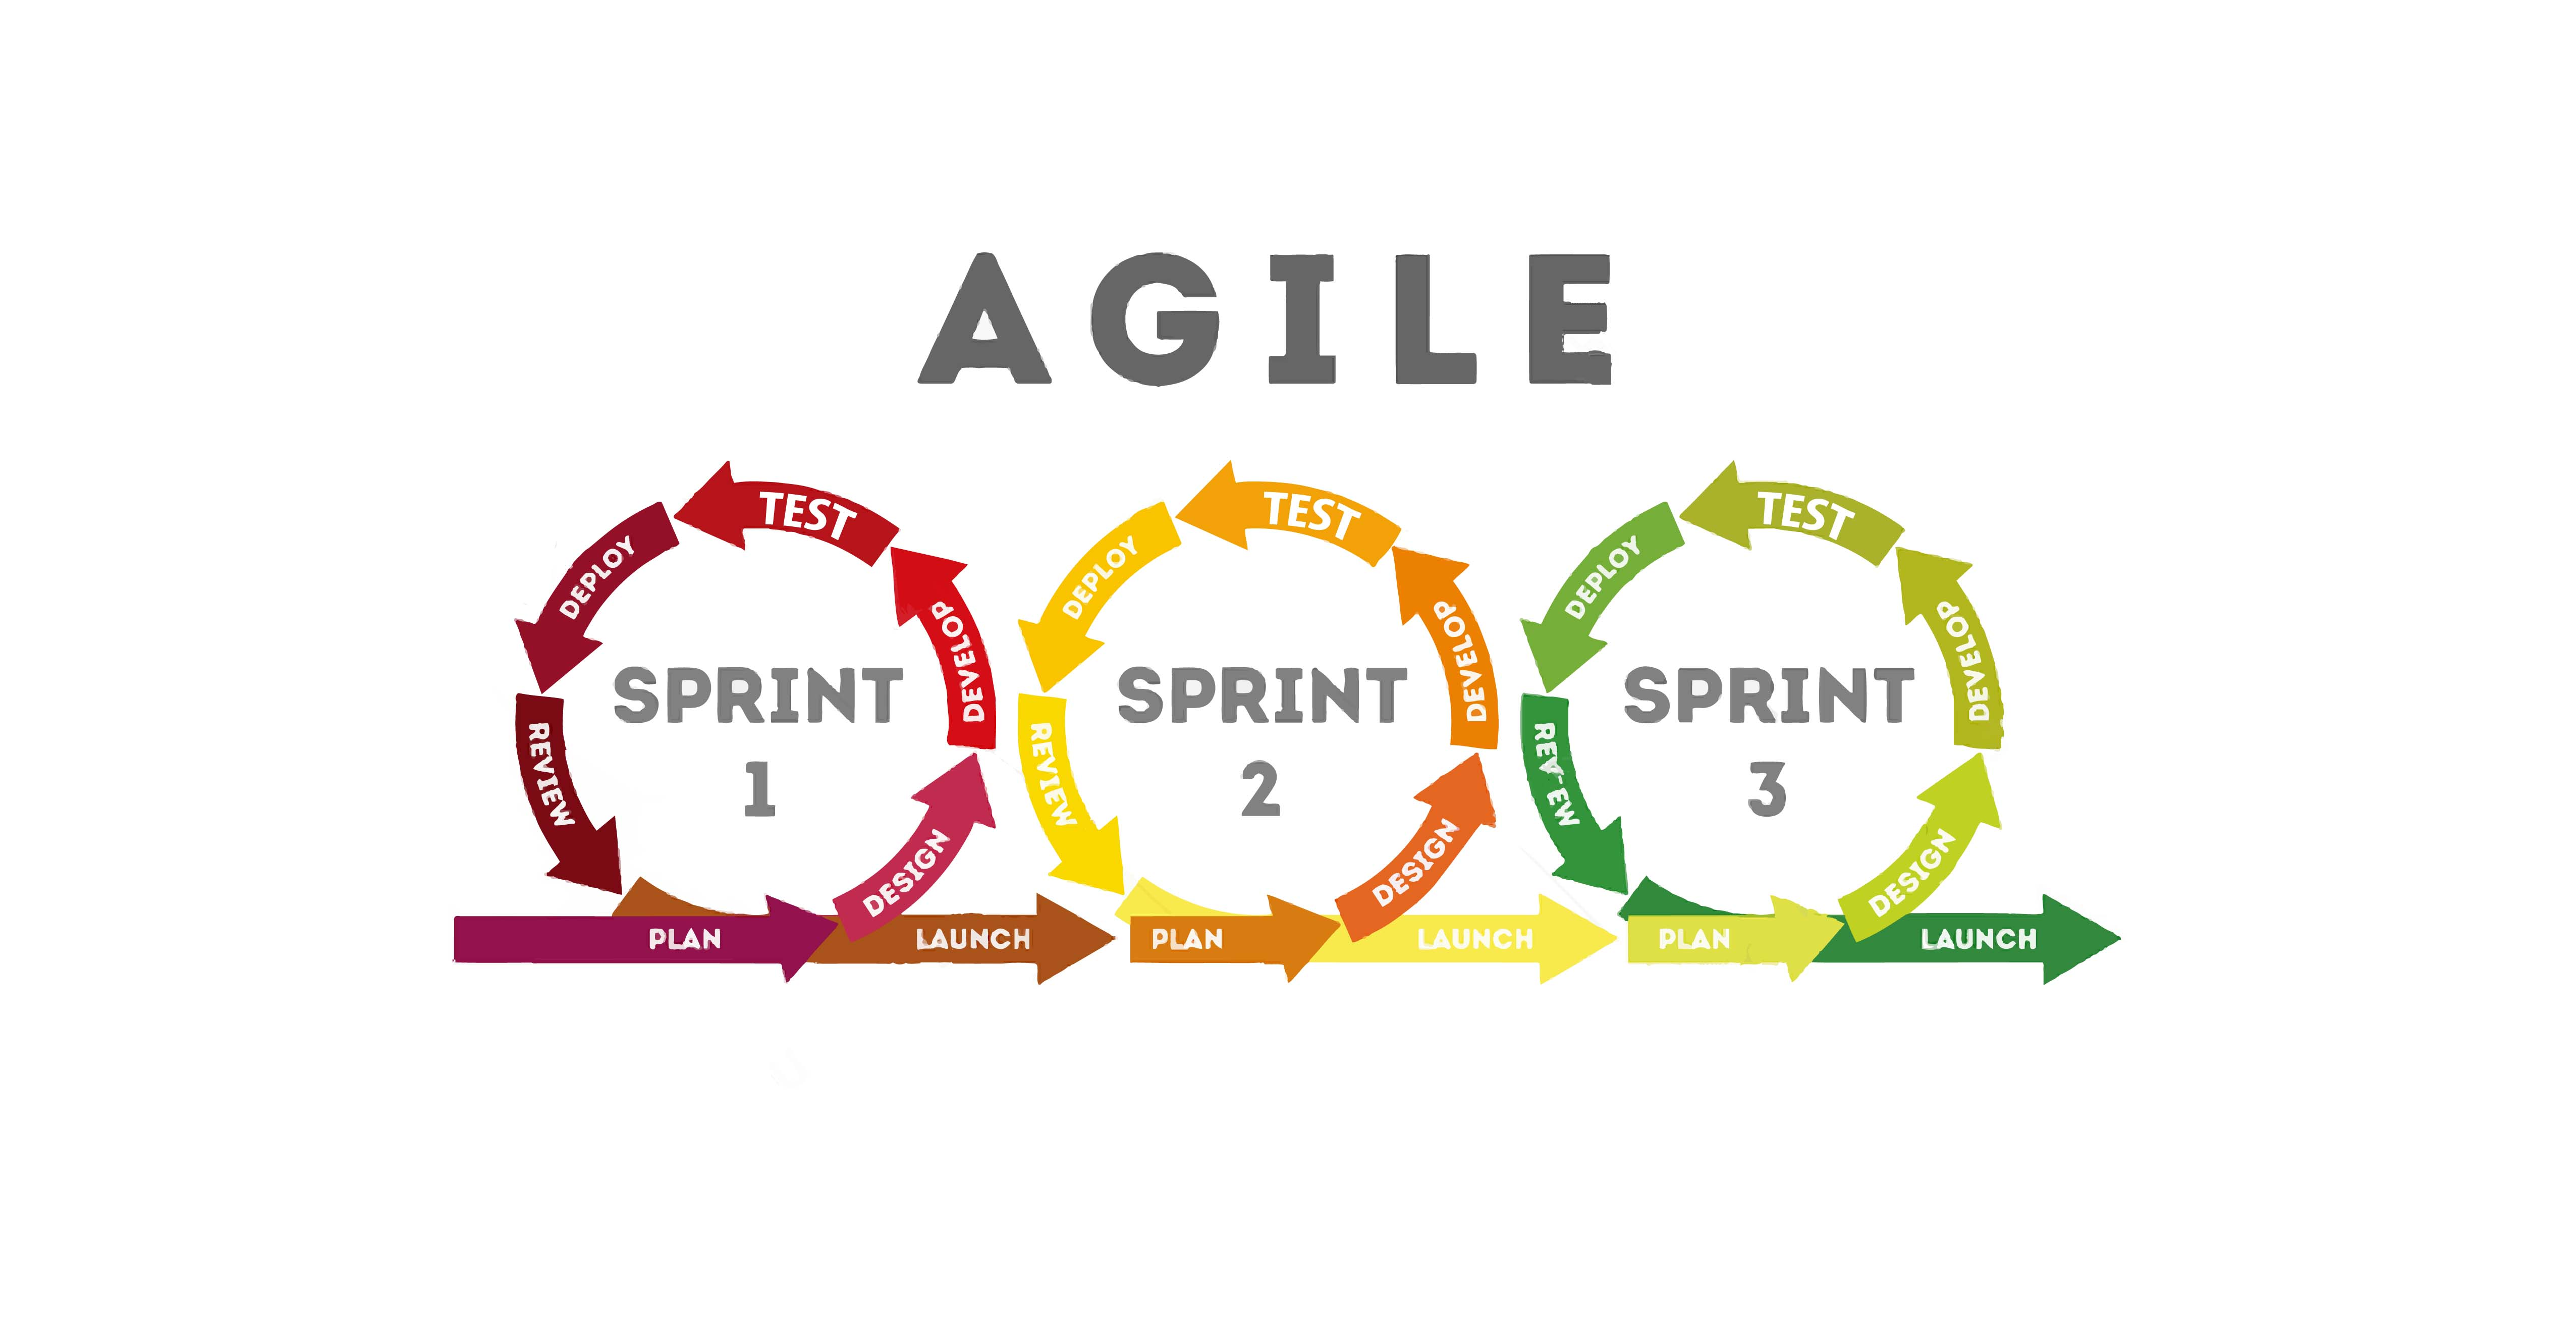 AGILE
TEST
DEPLOY
DEVELOP
SPRINT
1
REVIEW
DESIGN
PLAN
LAUNCH
TEST
DEPLOY
DEVELOP
SPRINT
2
REVIEW
DESIGN
PLAN
LAUNCH
TEST
DEPLOY
DEVELOP
SPRINT
3
REV-EW
DESIGN
PLAN
LAUNCH